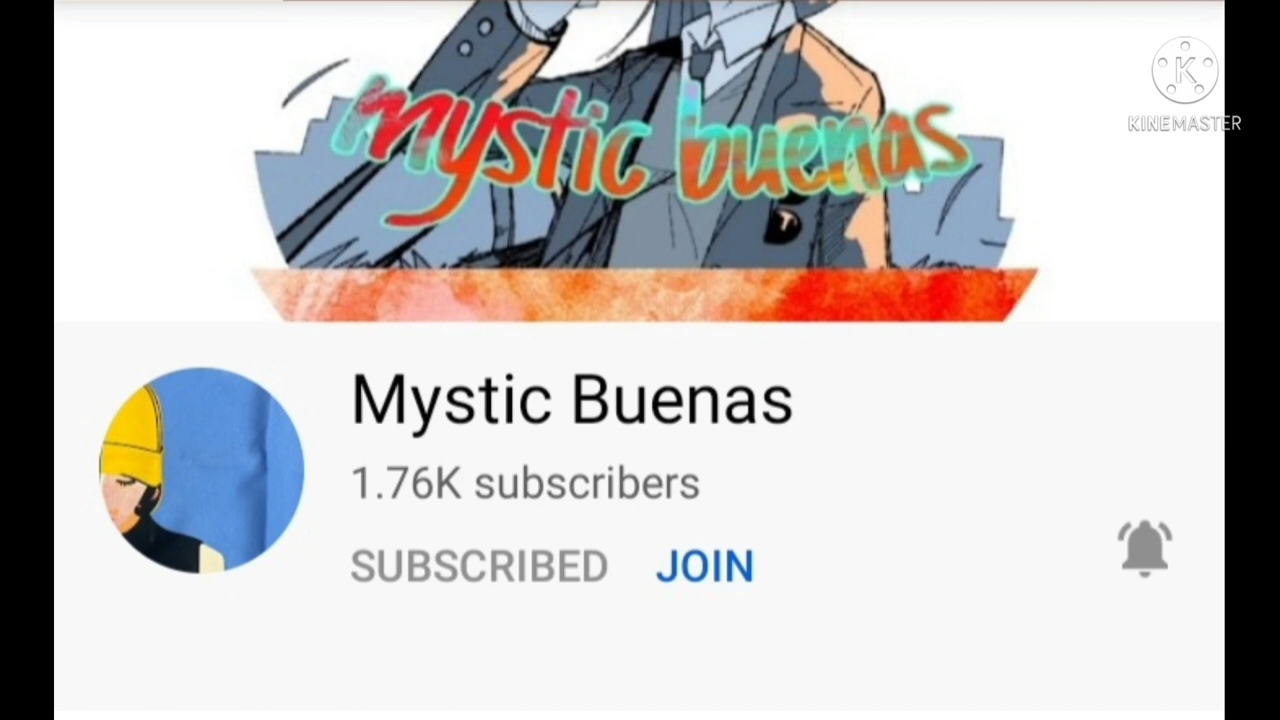 mystic buenas
K
KINEMASTER
Mystic Buenas
1.76K subscribers
SUBSCRIBED JOIN